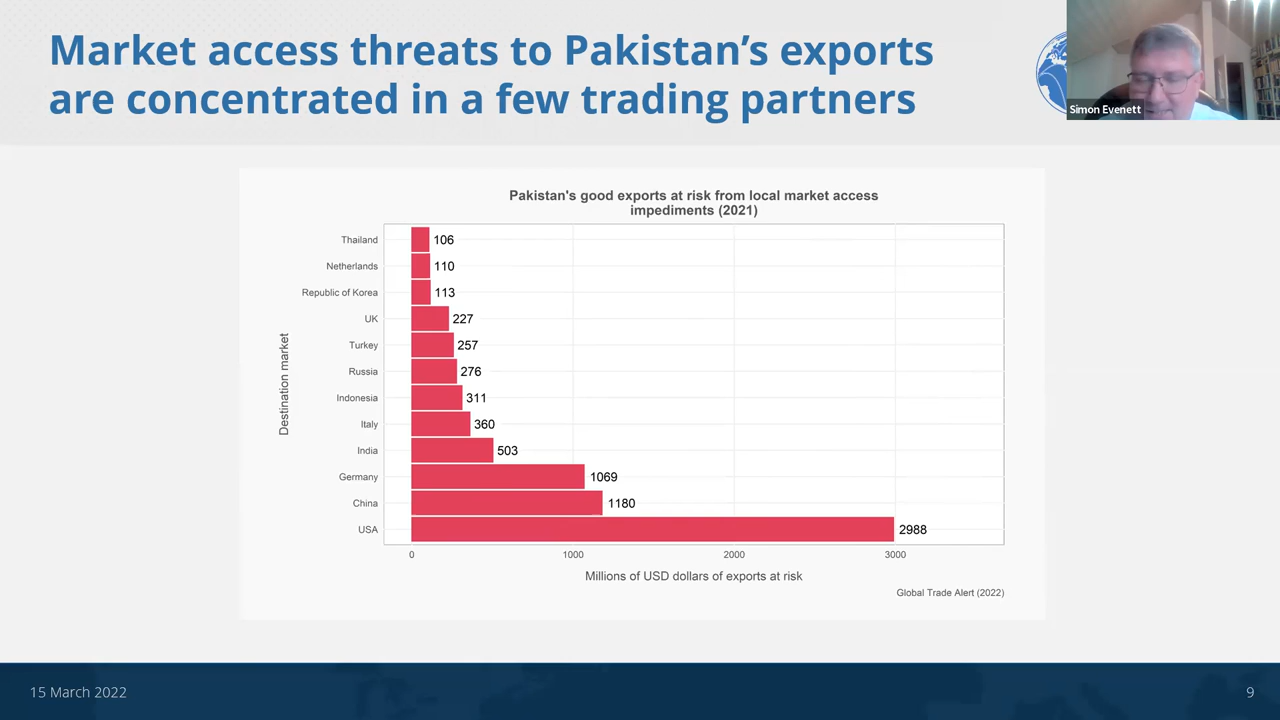 Market access threats to Pakistan's exports
are concentrated in a few trading partners
Simon Evenett
Pakistan's good exports at risk from local market access
impediments (2021)
Destination market
Thailand 106
Netherlands 110
Republic of Korea 113
UK 227
Turkey 257
Russia 276
Indonesia 311
Italy 360
India 503
Germany 1069
China 1180
USA 2988
0 1000 2000 3000
Millions of USD dollars of exports at risk
Global Trade Alert (2022)
15 March 2022
9